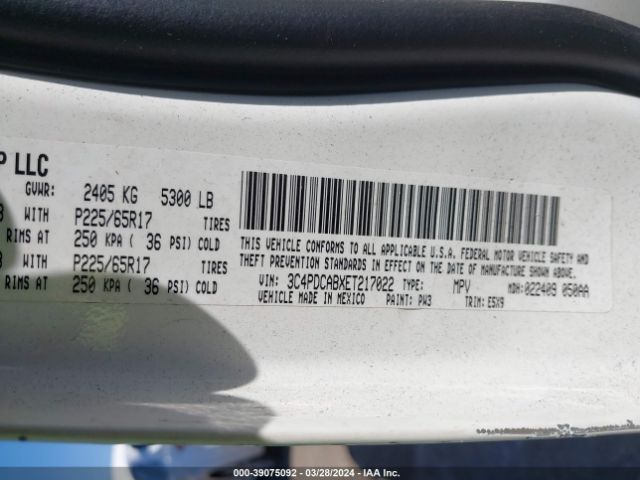 P LLC
GVWR: 2405 KG 5300 LB
WITH P225/65R17 TIRES
RIMS AT 250 KPA ( 36 PSI) COLD
WITH P225/65R17 TIRES
RIMS AT 250 KPA ( 36 PSI) COLD
THIS VEHICLE CONFORMS TO ALL APPLICABLE U.S.A. FEDERAL MOTOR VEHICLE SAFETY AND
THEFT PREVENTION STANDARDS IN EFFECT ON THE DATE OF MANUFACTURE SHOWN ABOVE.
VIN: 3C4PDCABXET217022 TYPE: MPV MDH: 022409 050AA
VEHICLE MADE IN MEXICO PAINT: PW3 TRIM: E5X9
000-39075092 - 03/28/2024 - IAA Inc.